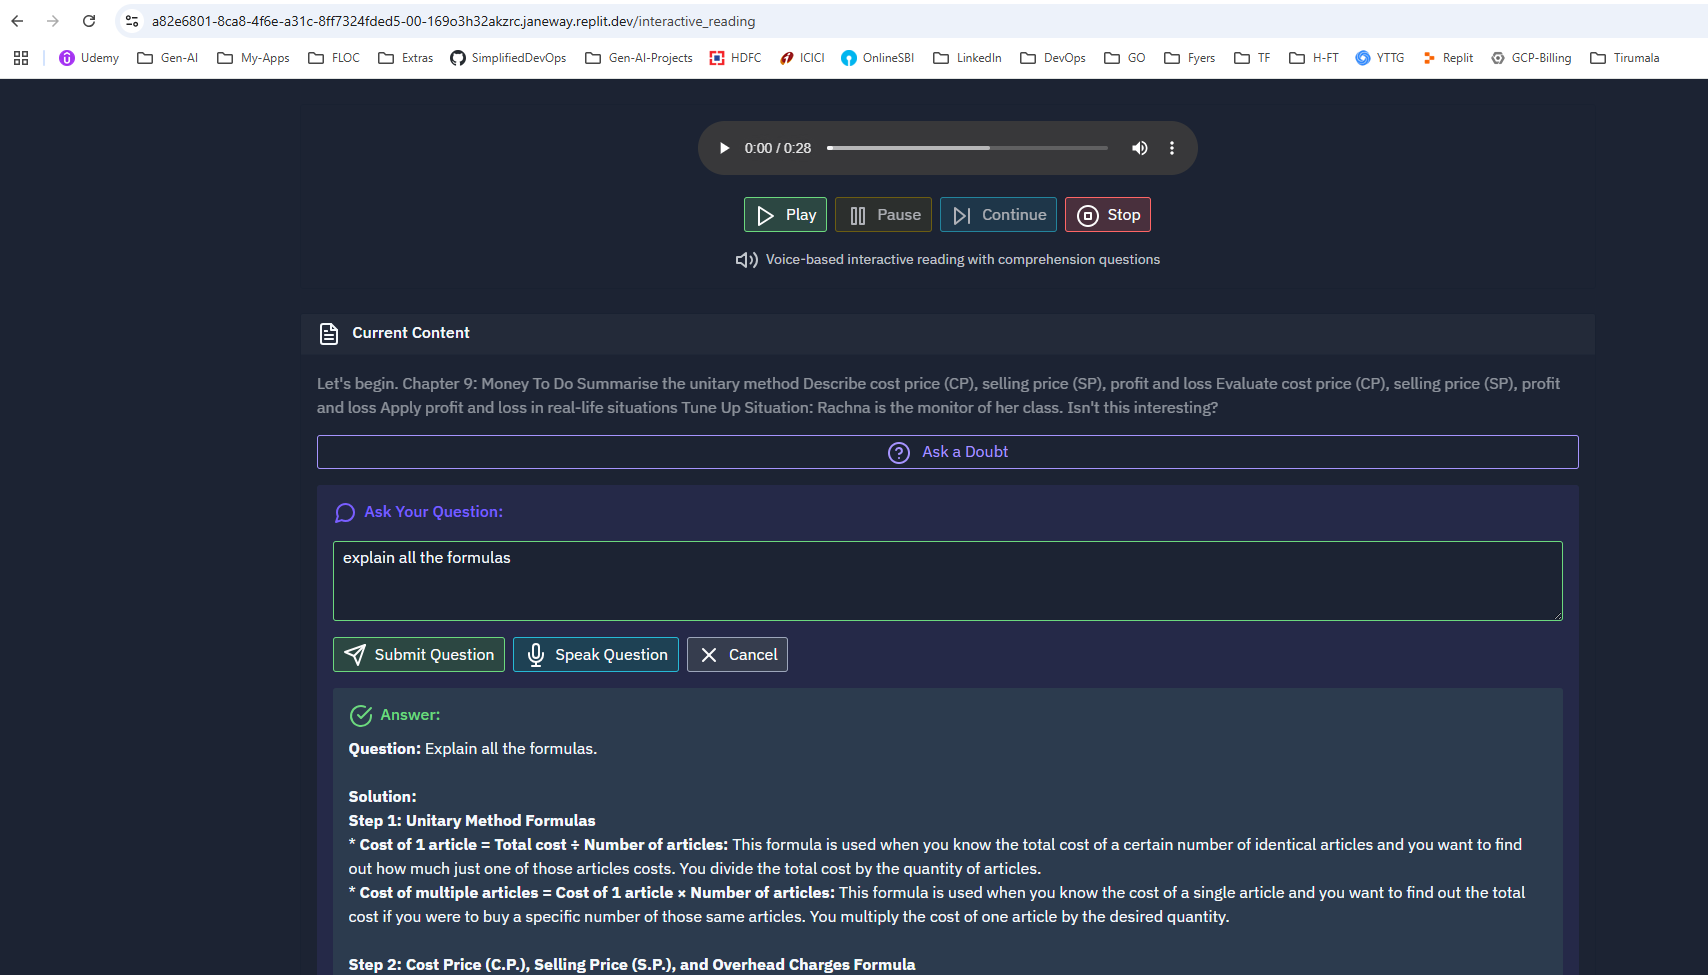 a82e6801-8ca8-4f6e-a31c-8ff7324fded5-00-169o3h32akzrc.janeway.replit.dev/interactive_reading
Udemy Gen-AI My-Apps FLOC Extras SimplifiedDevOps Gen-AI-Projects HDFC ICICI OnlineSBI LinkedIn DevOps GO Fyers TF H-FT YTTG Replit GCP-Billing Tirumala
0:00 / 0:28
Play Pause Continue Stop
Voice-based interactive reading with comprehension questions
Current Content
Let's begin. Chapter 9: Money To Do Summarise the unitary method Describe cost price (CP), selling price (SP), profit and loss Evaluate cost price (CP), selling price (SP), profit
and loss Apply profit and loss in real-life situations Tune Up Situation: Rachna is the monitor of her class. Isn't this interesting?
Ask a Doubt
Ask Your Question:
explain all the formulas
Submit Question Speak Question Cancel
Answer:
Question: Explain all the formulas.
Solution:
Step 1: Unitary Method Formulas
* Cost of 1 article = Total cost ÷ Number of articles: This formula is used when you know the total cost of a certain number of identical articles and you want to find
out how much just one of those articles costs. You divide the total cost by the quantity of articles.
* Cost of multiple articles = Cost of 1 article × Number of articles: This formula is used when you know the cost of a single article and you want to find out the total
cost if you were to buy a specific number of those same articles. You multiply the cost of one article by the desired quantity.
Step 2: Cost Price (C.P.), Selling Price (S.P.), and Overhead Charges Formula